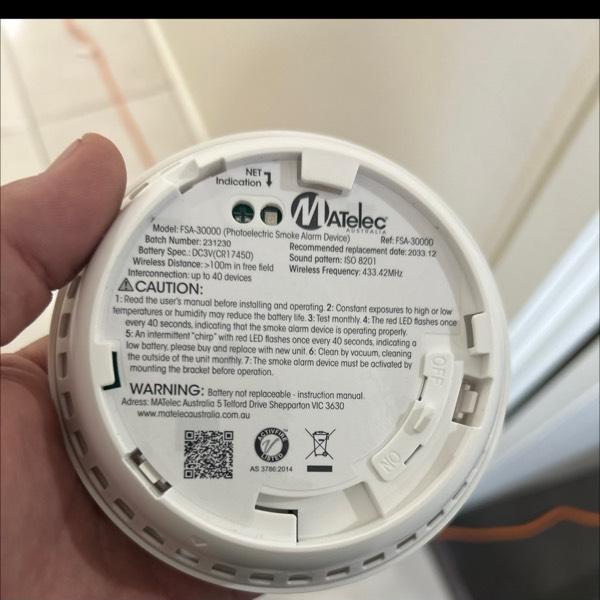 NET
Indication
MATelec
AUSTRALIA
Model: FSA-30000 (Photoelectric Smoke Alarm Device) Ref: FSA-30000
Batch Number: 231230 Recommended replacement date: 2033.12
Battery Spec.: DC3V(CR17450) Sound pattern: ISO 8201
Wireless Distance: >100m in free field Wireless Frequency: 433.42MHz
Interconnection: up to 40 devices
CAUTION:
1: Read the user's manual before installing and operating. 2: Constant exposures to high or low
temperatures or humidity may reduce the battery life. 3: Test monthly. 4: The red LED flashes once
every 40 seconds, indicating that the smoke alarm device is operating properly.
5: An intermittent "chirp" with red LED flashes once every 40 seconds, indicating a
low battery, please buy and replace with new unit. 6: Clean by vacuum, cleaning
the outside of the unit monthly. 7: The smoke alarm device must be activated by
mounting the bracket before operation.
WARNING: Battery not replaceable - instruction manual.
Adress: MATelec Australia 5 Telford Drive Shepparton VIC 3630
www.matelecaustralia.com.au
OFF
ON
ACTIVFIRE
LISTED
AS 3786:2014